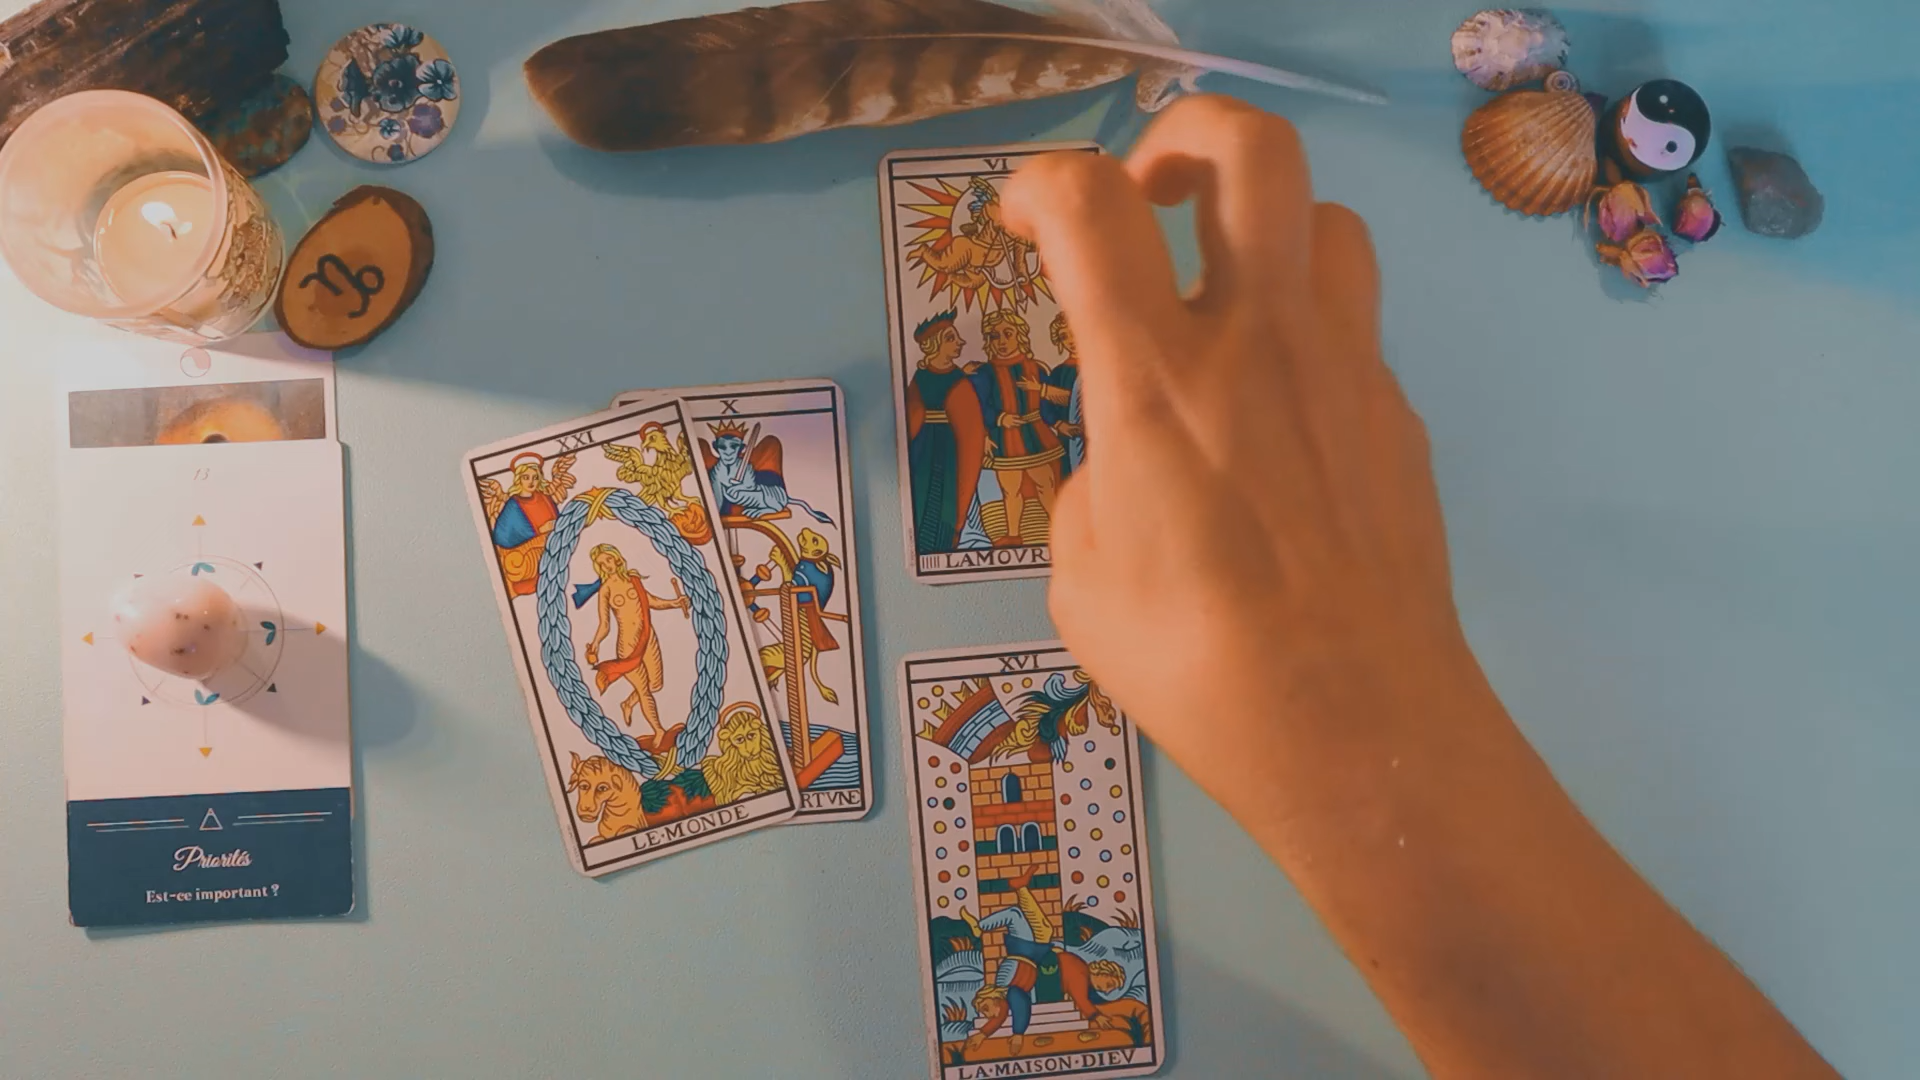 13
Priorités
Est-ce important ?
XXI
LE·MONDE
X
RTVNE
VI
LAMOVR
XVI
LA·MAISON·DIEV